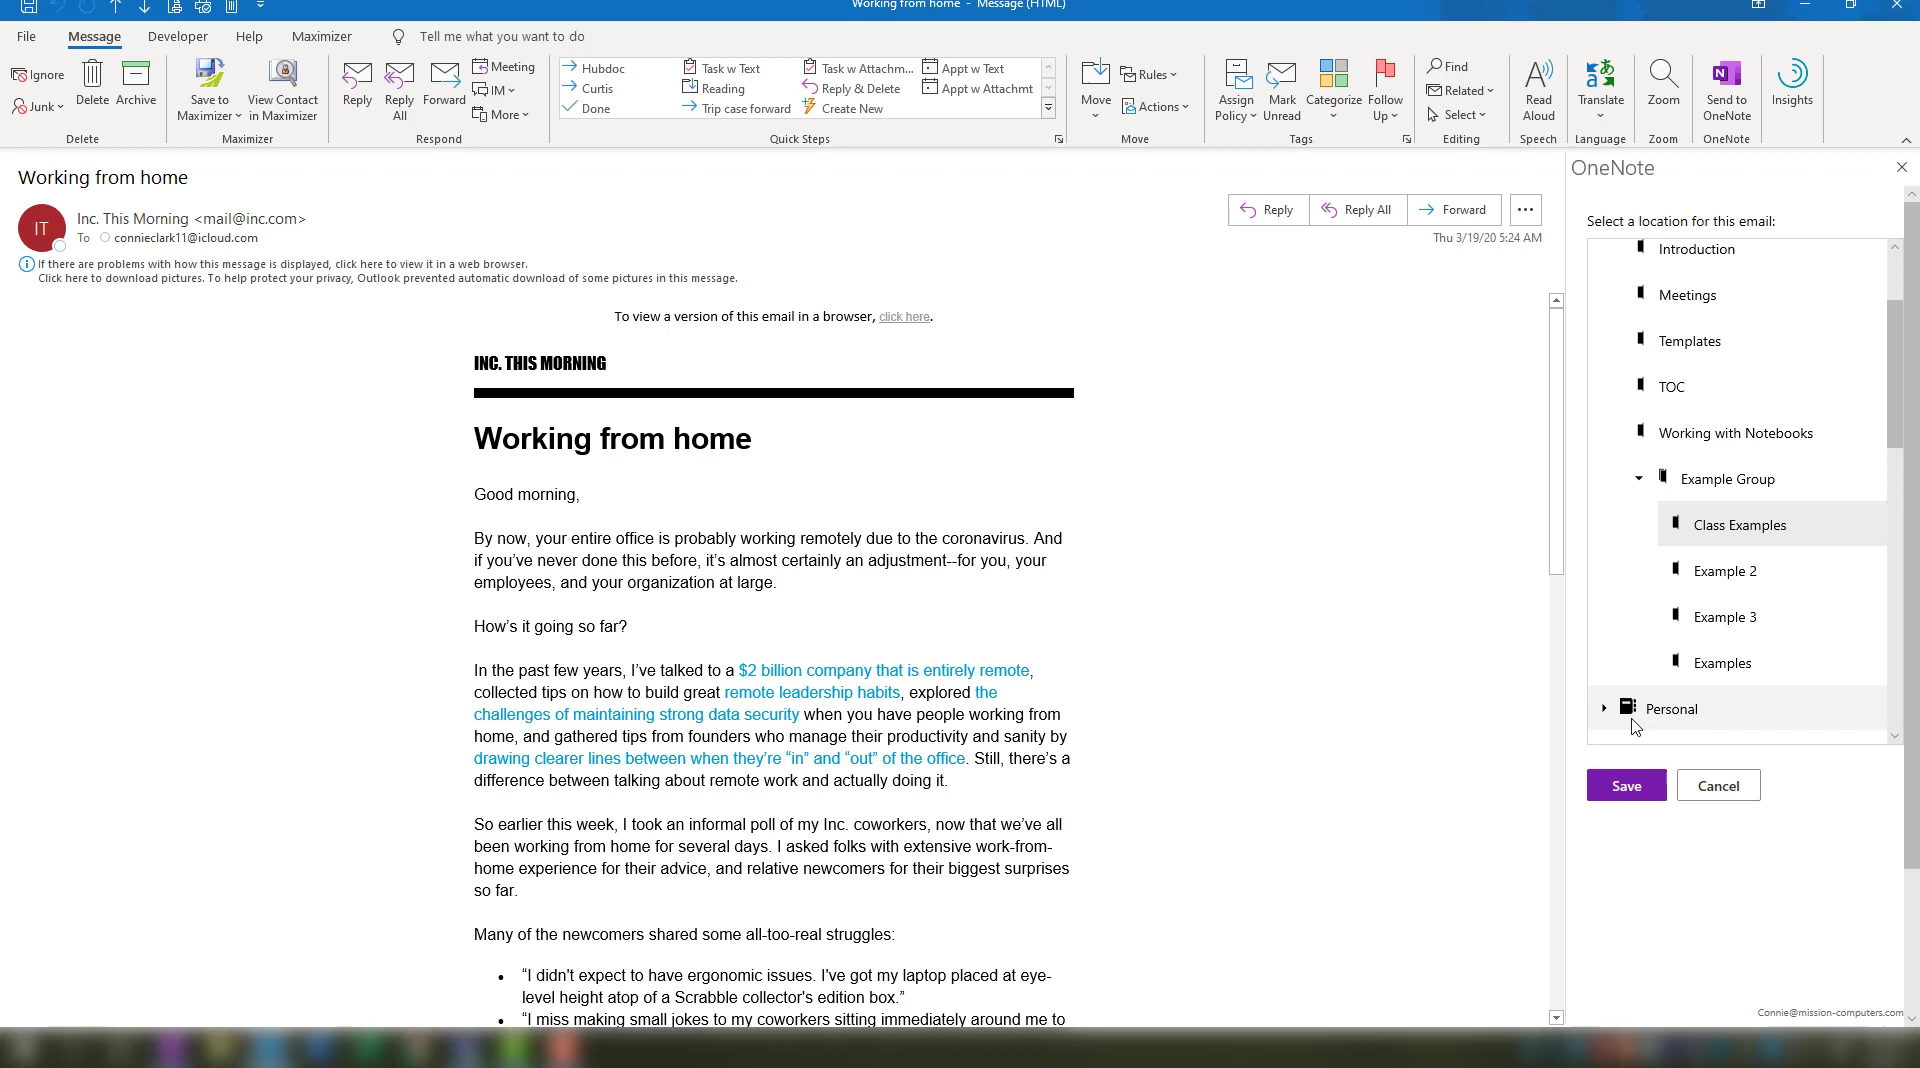 Working from home - Message (HTML)
File Message Developer Help Maximizer Tell me what you want to do
Ignore
Junk
Delete
Archive
Delete
Save to
Maximizer
View Contact
in Maximizer
Maximizer
Reply
Reply
All
Forward
Meeting
IM
More
Respond
Hubdoc
Curtis
Done
Task w Text
Reading
Trip case forward
Task w Attachm...
Reply & Delete
Create New
Appt w Text
Appt w Attachmt
Quick Steps
Move
Rules
Actions
Move
Assign
Policy
Mark
Unread
Categorize
Follow
Up
Tags
Find
Related
Select
Editing
Read
Aloud
Speech
Translate
Language
Zoom
Zoom
Send to
OneNote
OneNote
Insights
Working from home
IT
Inc. This Morning <mail@inc.com>
To connieclark11@icloud.com
Reply Reply All Forward
Thu 3/19/20 5:24 AM
If there are problems with how this message is displayed, click here to view it in a web browser.
Click here to download pictures. To help protect your privacy, Outlook prevented automatic download of some pictures in this message.
To view a version of this email in a browser, click here.
INC. THIS MORNING
Working from home
Good morning,
By now, your entire office is probably working remotely due to the coronavirus. And
if you’ve never done this before, it’s almost certainly an adjustment--for you, your
employees, and your organization at large.
How’s it going so far?
In the past few years, I’ve talked to a $2 billion company that is entirely remote,
collected tips on how to build great remote leadership habits, explored the
challenges of maintaining strong data security when you have people working from
home, and gathered tips from founders who manage their productivity and sanity by
drawing clearer lines between when they’re “in” and “out” of the office. Still, there’s a
difference between talking about remote work and actually doing it.
So earlier this week, I took an informal poll of my Inc. coworkers, now that we’ve all
been working from home for several days. I asked folks with extensive work-from-
home experience for their advice, and relative newcomers for their biggest surprises
so far.
Many of the newcomers shared some all-too-real struggles:
• “I didn't expect to have ergonomic issues. I've got my laptop placed at eye-
level height atop of a Scrabble collector's edition box.”
• “I miss making small jokes to my coworkers sitting immediately around me to
OneNote
Select a location for this email:
Introduction
Meetings
Templates
TOC
Working with Notebooks
Example Group
Class Examples
Example 2
Example 3
Examples
Personal
Save Cancel
Connie@mission-computers.com